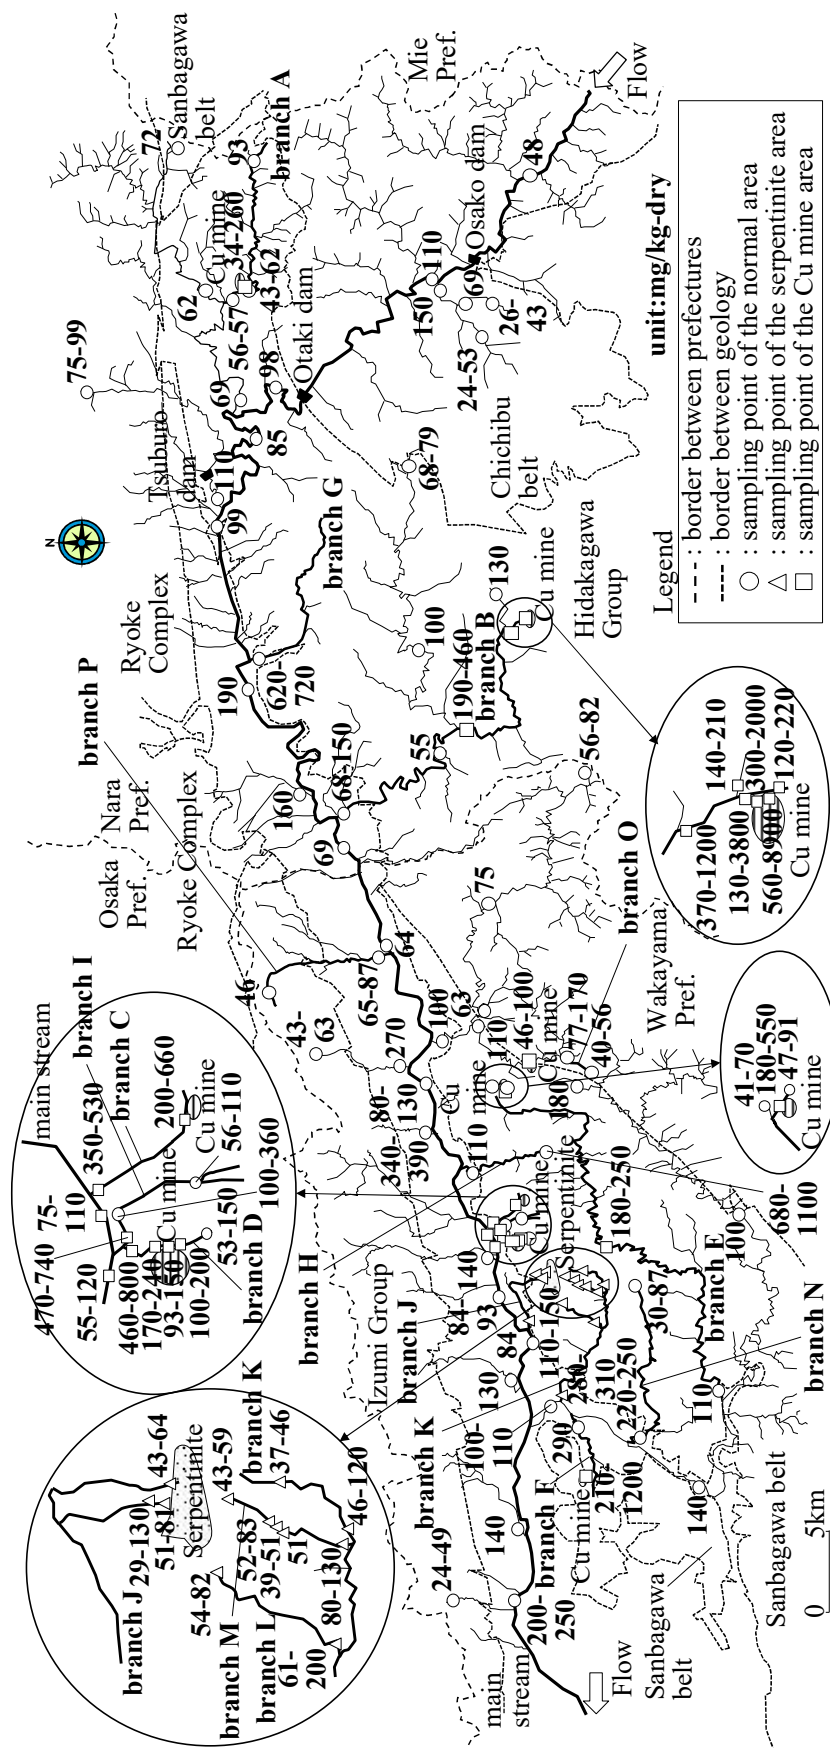 75-99
62
72
Sanbagawa
belt
Cu mine
34-260
93
branch A
43-62
56-57
69
98
Otaki dam
Mie
Pref.
Flow
48
Osako dam
110
150
69
26-
43
24-53
Tsuburo
dam
110
85
99
68-79
Chichibu
belt
N
Ryoke
Complex
branch G
130
Cu mine
Hidakagawa
Group
100
190-460
branch B
620-
720
190
branch P
Nara
Pref.
Osaka
Pref.
Ryoke Complex
160
68-150
69
55
56-82
75
64
65-87
46
43-
63
270
100
63
80-
130
340-
390
110
Cu
mine
110
46-100
Cu mine
77-170
40-56
180
branch O
Wakayama
Pref.
680-
1100
100
180-250
Cu mine
Serpentinite
branch H
Izumi Group
140
84-
93
branch J
84
110-150
130
280-
310
30-87
branch E
branch N
220-250
110
100-
110
290
branch K
branch F
Cu mine
210-
1200
140
140
24-49
200-
250
main
stream
Flow
Sanbagawa
belt
Sanbagawa belt
0 5km
main stream
branch I
branch C
350-530
200-660
Cu mine
56-110
100-360
75-
110
470-740
55-120
460-800
170-240
93-150
100-200
Cu mine
53-150
branch D
branch J
29-130
51-81
43-64
Serpentinite
43-59
branch K
37-46
54-82
52-83
39-51
51
46-120
80-130
branch M
branch L
61-
200
370-1200
140-210
130-3800
300-2000
560-8900
120-220
Cu mine
41-70
180-550
47-91
Cu mine
unit:mg/kg-dry
Legend
: border between prefectures
: border between geology
: sampling point of the normal area
: sampling point of the serpentinite area
: sampling point of the Cu mine area